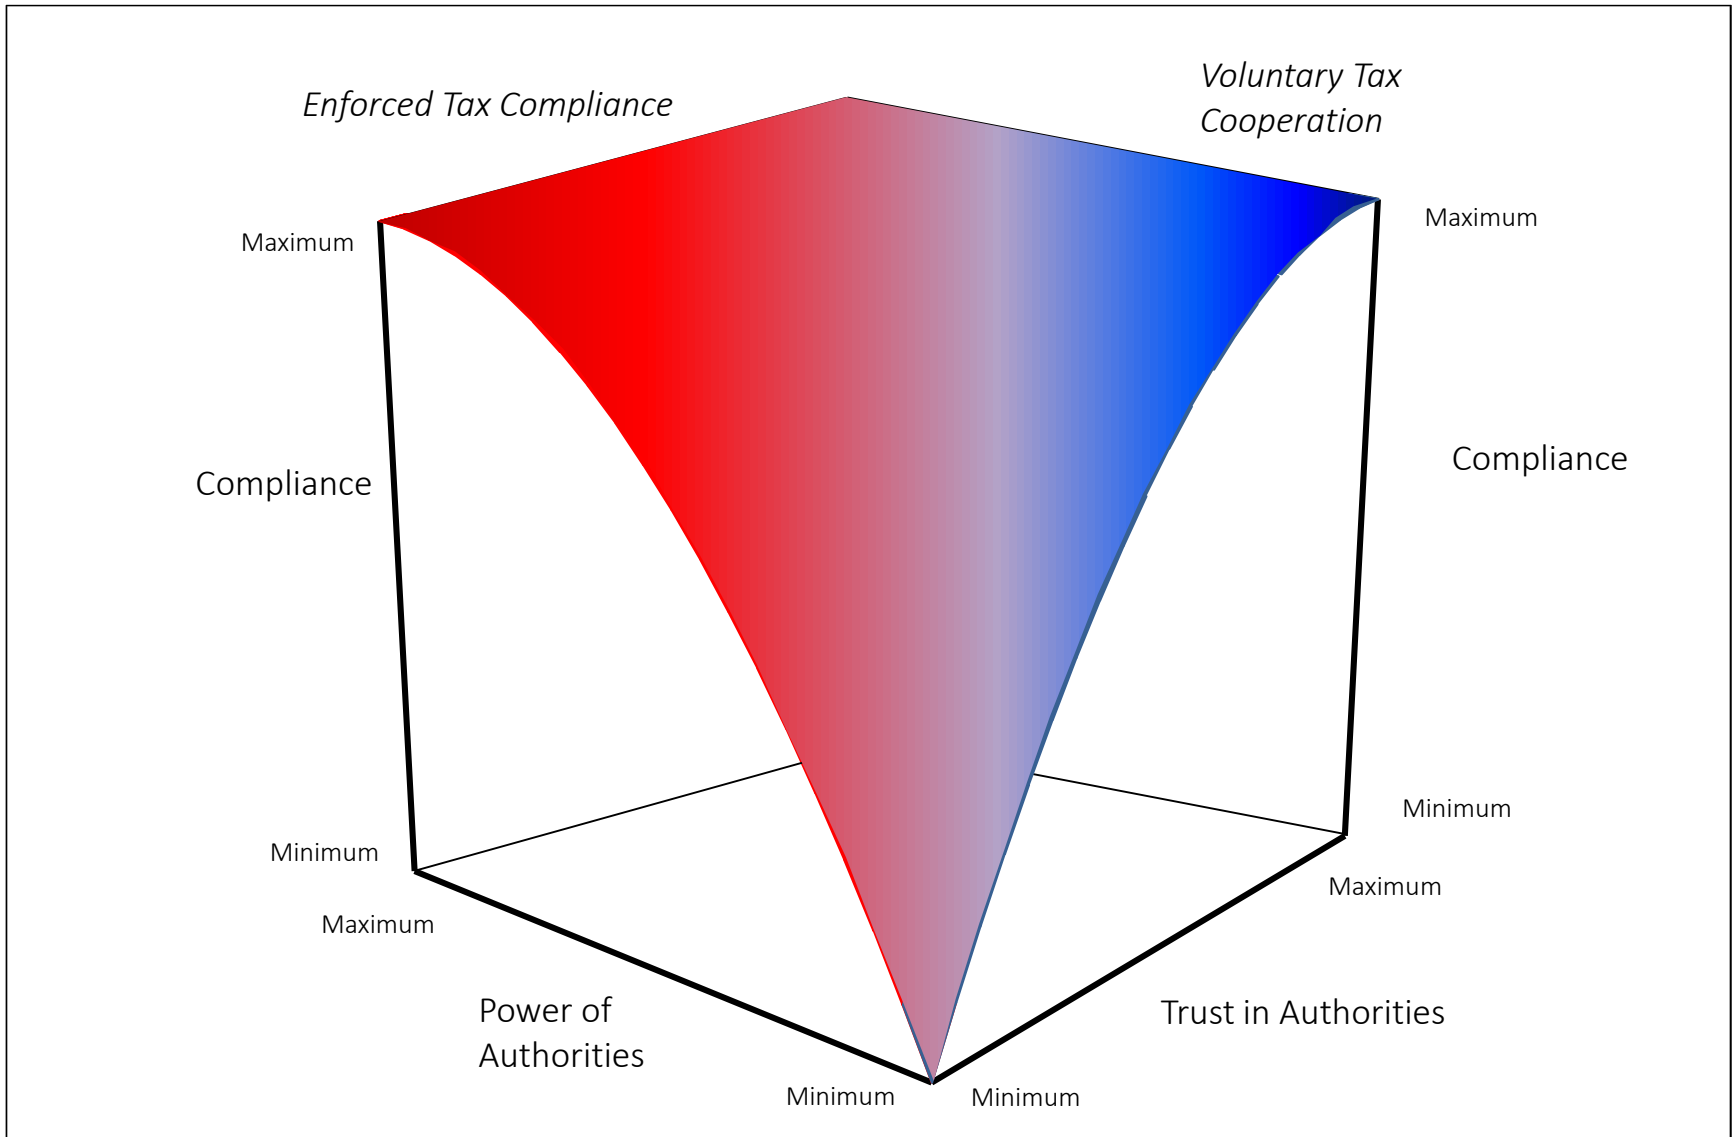 Voluntary Tax
Cooperation
Enforced Tax Compliance
Maximum
Maximum
Compliance
Compliance
Minimum
Minimum
Maximum
Maximum
Power of
Authorities
Trust in Authorities
Minimum
Minimum